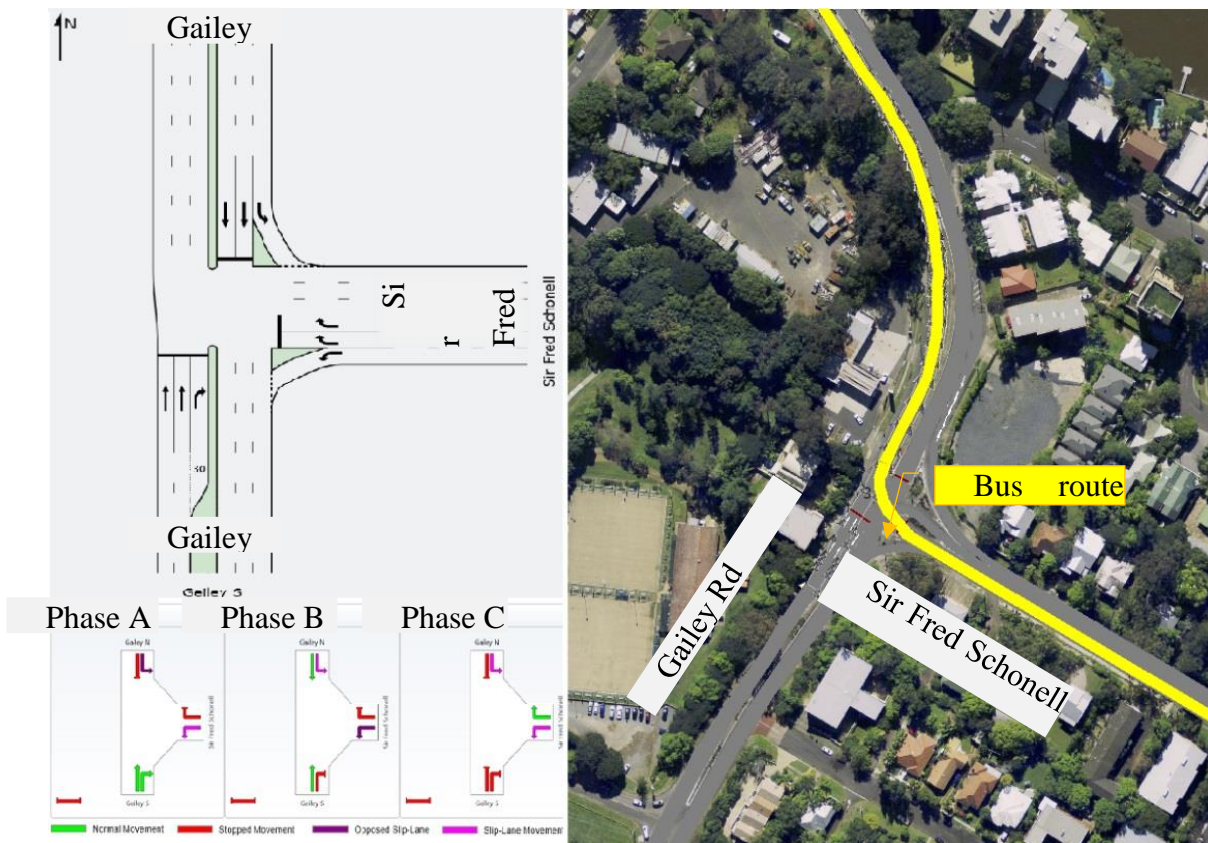 N
Gailey
Si
r
Fred
Sir Fred Schonell
30
Gailey
Gailey S
Phase A
Phase B
Phase C
Gailey N
Sir Fred Schonell
Gailey S
Gailey N
Sir Fred Schonell
Gailey S
Gailey N
Sir Fred Schonell
Gailey S
Normal Movement
Stopped Movement
Opposed Slip-Lane
Slip-Lane Movement
Bus route
Gailey Rd
Sir Fred Schonell